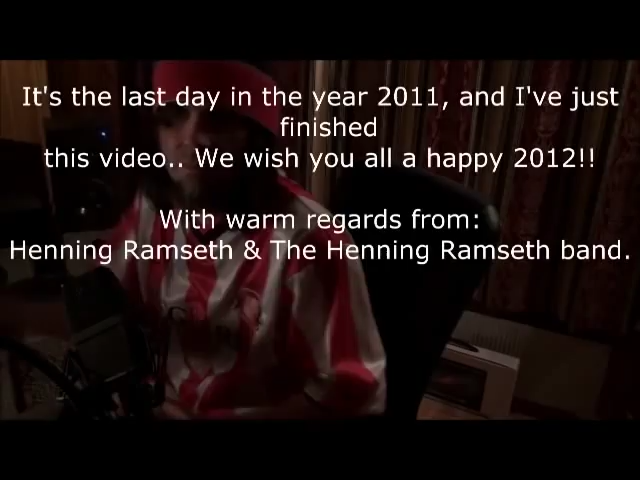 It's the last day in the year 2011, and I've just
finished
this video.. We wish you all a happy 2012!!
With warm regards from:
Henning Ramseth & The Henning Ramseth band.